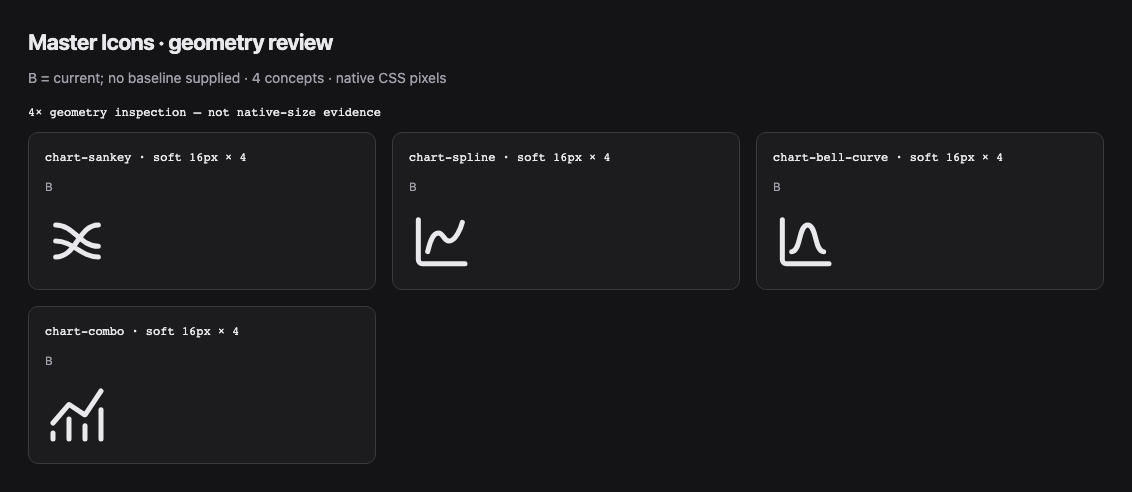 Master Icons · geometry review
B = current; no baseline supplied · 4 concepts · native CSS pixels
4× geometry inspection — not native-size evidence
chart-sankey · soft 16px × 4
B
chart-spline · soft 16px × 4
B
chart-bell-curve · soft 16px × 4
B
chart-combo · soft 16px × 4
B